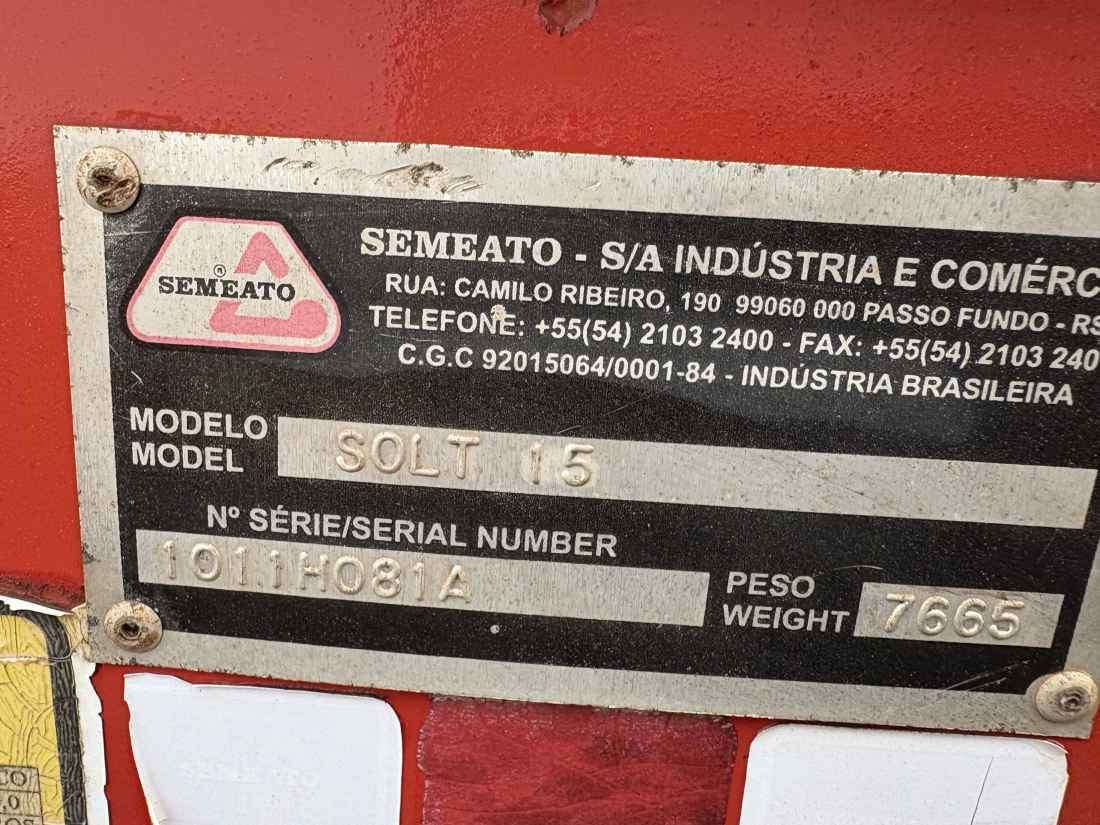 SEMEATO - S/A INDÚSTRIA E COMÉRC
RUA: CAMILO RIBEIRO, 190 99060 000 PASSO FUNDO - RS
TELEFONE: +55(54) 2103 2400 - FAX: +55(54) 2103 240
C.G.C 92015064/0001-84 - INDÚSTRIA BRASILEIRA
® SEMEATO
MODELO
MODEL
SOLT 15
Nº SÉRIE/SERIAL NUMBER
1011H081A
PESO
WEIGHT
7665